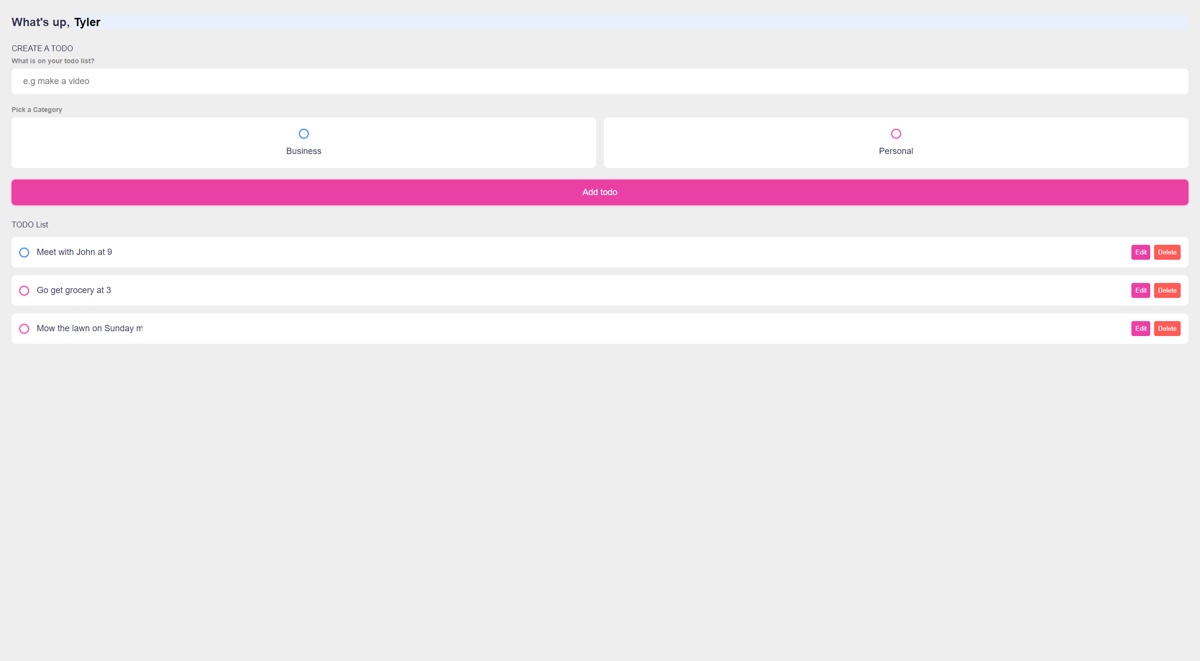 What's up, Tyler
CREATE A TODO
What is on your todo list?
e.g make a video
Pick a Category
Business
Personal
Add todo
TODO List
Meet with John at 9
Edit Delete
Go get grocery at 3
Edit Delete
Mow the lawn on Sunday m
Edit Delete